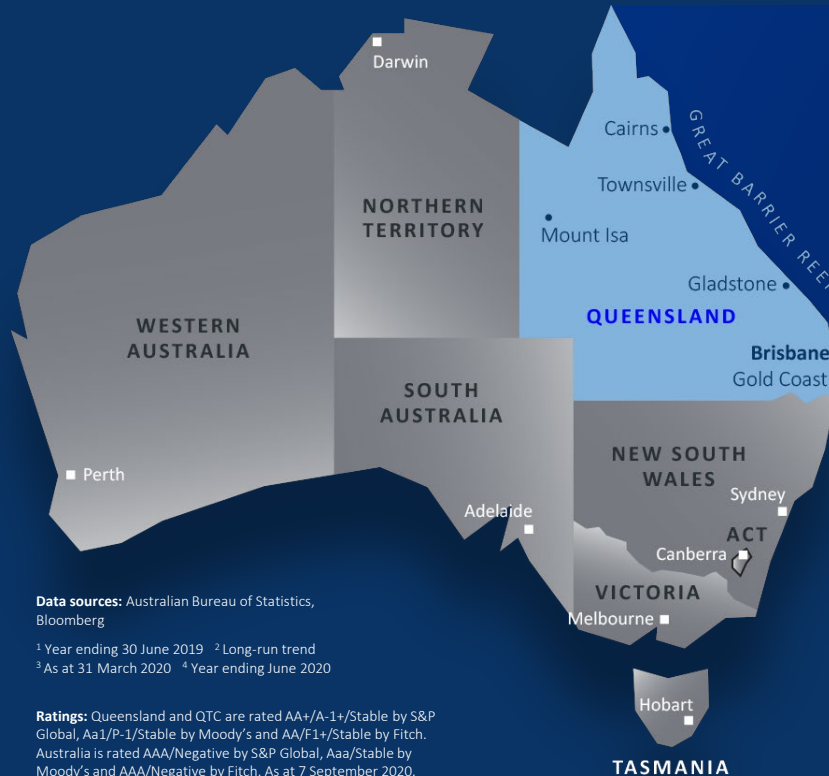 Darwin
Cairns
GREAT BARRIER REEF
Townsville
NORTHERN
TERRITORY
Mount Isa
Gladstone
QUEENSLAND
WESTERN
AUSTRALIA
Brisbane
Gold Coast
SOUTH
AUSTRALIA
NEW SOUTH
WALES
Perth
Sydney
Adelaide
ACT
Canberra
VICTORIA
Melbourne
Data sources: Australian Bureau of Statistics,
Bloomberg
1 Year ending 30 June 2019 2 Long-run trend
3 As at 31 March 2020 4 Year ending June 2020
Hobart
TASMANIA
Ratings: Queensland and QTC are rated AA+/A-1+/Stable by S&P
Global, Aa1/P-1/Stable by Moody's and AA/F1+/Stable by Fitch.
Australia is rated AAA/Negative by S&P Global, Aaa/Stable by
Moody's and AAA/Negative by Fitch. As at 7 September 2020.